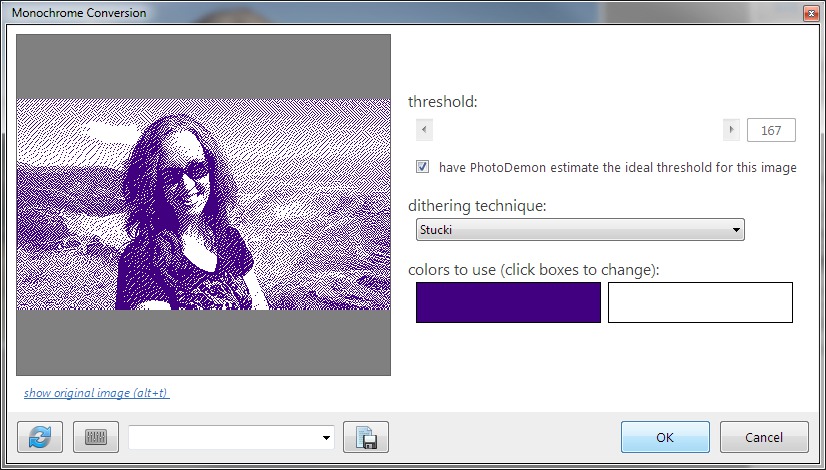 Monochrome Conversion
threshold:
167
have PhotoDemon estimate the ideal threshold for this image
dithering technique:
Stucki
colors to use (click boxes to change):
show original image (alt+t)
OK
Cancel